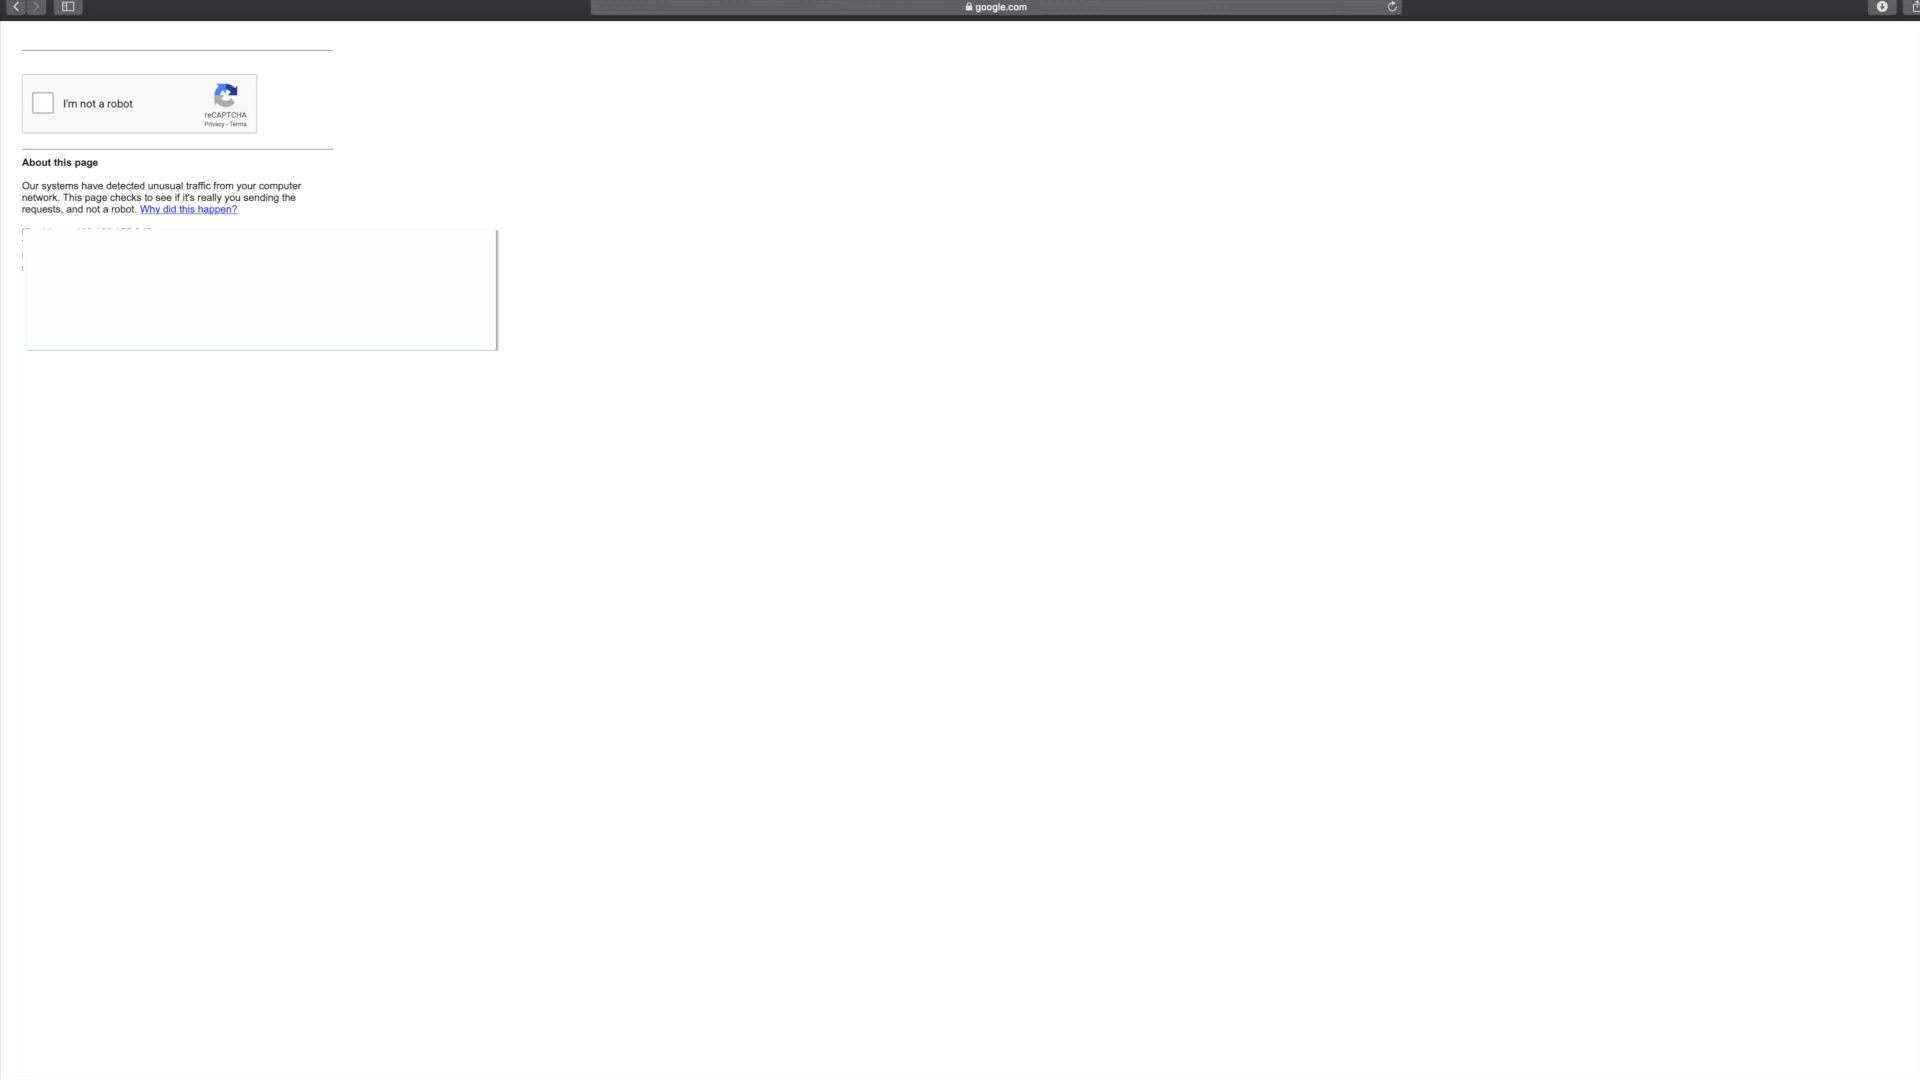 google.com
I'm not a robot
reCAPTCHA
Privacy - Terms
About this page
Our systems have detected unusual traffic from your computer
network. This page checks to see if it's really you sending the
requests, and not a robot. Why did this happen?